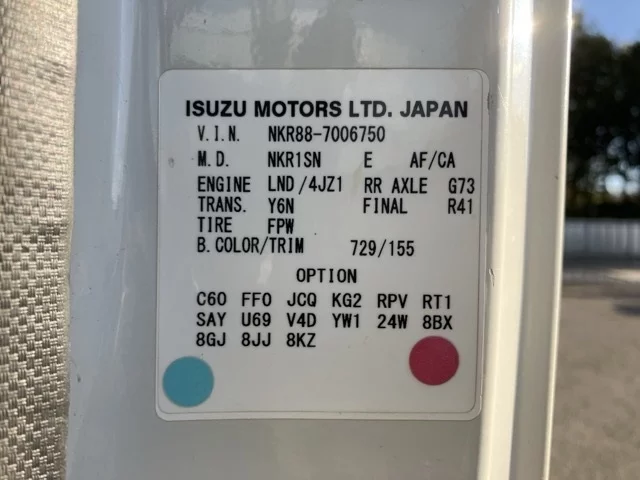 ISUZU MOTORS LTD. JAPAN
V.I.N. NKR88-7006750
M.D. NKR1SN E AF/CA
ENGINE LND/4JZ1 RR AXLE G73
TRANS. Y6N FINAL R41
TIRE FPW
B.COLOR/TRIM 729/155
OPTION
C60 FF0 JCQ KG2 RPV RT1
SAY U69 V4D YW1 24W 8BX
8GJ 8JJ 8KZ